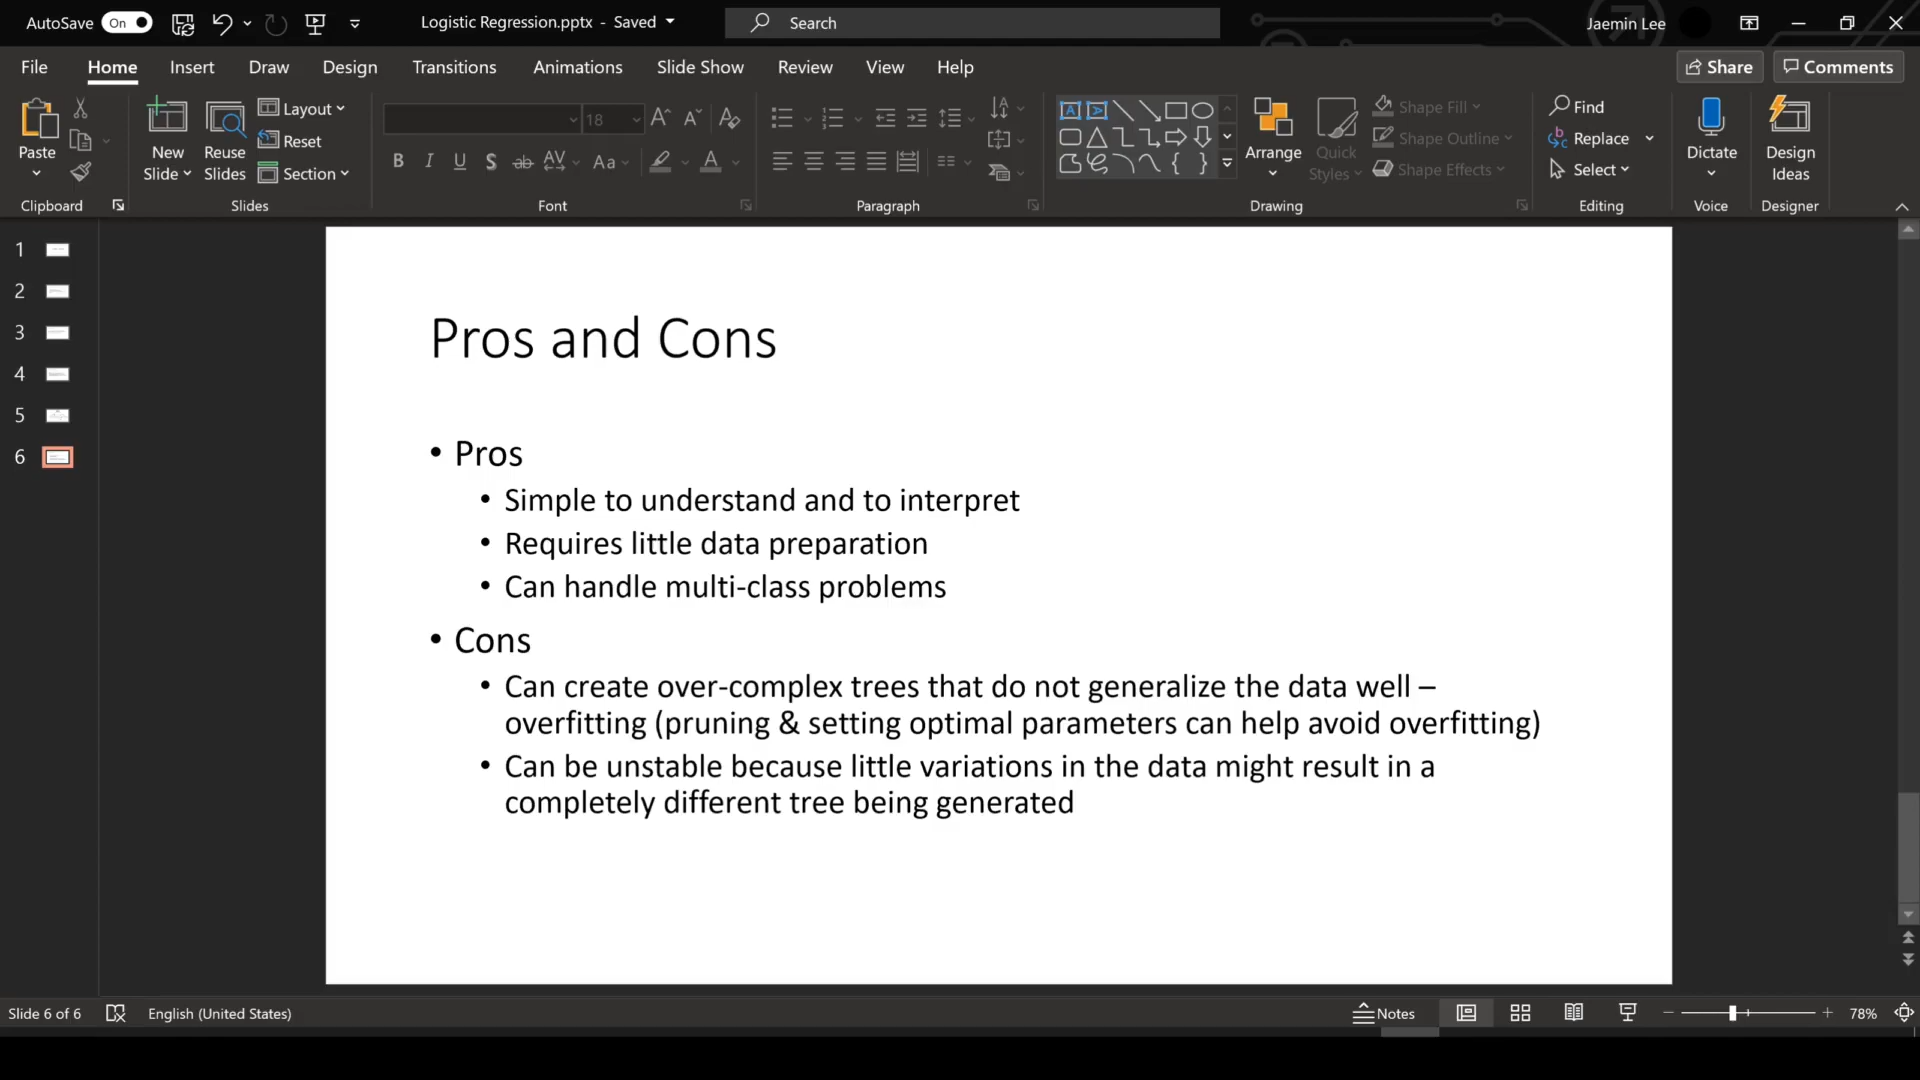 AutoSave On
Logistic Regression.pptx - Saved
Search
Jaemin Lee
File Home Insert Draw Design Transitions Animations Slide Show Review View Help
Share Comments
Paste
New Slide
Reuse Slides
Layout
Reset
Section
18
B I U S ab AV Aa A
Arrange
Quick Styles
Shape Fill
Shape Outline
Shape Effects
Find
Replace
Select
Dictate
Design Ideas
Clipboard Slides Font Paragraph Drawing Editing Voice Designer
1
2
3
4
5
6
Pros and Cons
• Pros
• Simple to understand and to interpret
• Requires little data preparation
• Can handle multi-class problems
• Cons
• Can create over-complex trees that do not generalize the data well –
overfitting (pruning & setting optimal parameters can help avoid overfitting)
• Can be unstable because little variations in the data might result in a
completely different tree being generated
Slide 6 of 6 English (United States) Notes 78%